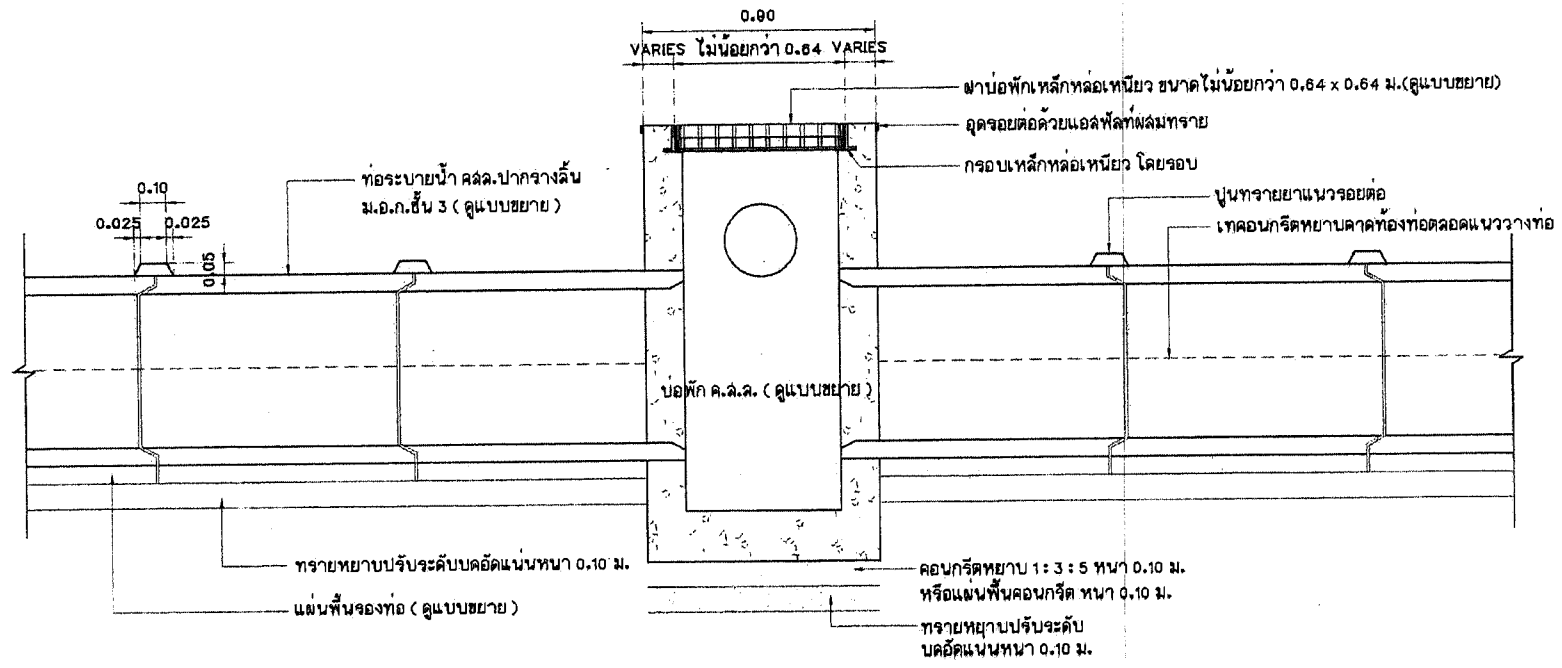 0.90
VARIES ไม่น้อยกว่า 0.64 VARIES
ฝาบ่อพักเหล็กหล่อเหนียว ขนาดไม่น้อยกว่า 0.64 x 0.64 ม.(ดูแบบขยาย)
อุดรอยต่อด้วยแอสฟัลท์ผสมทราย
กรอบเหล็กหล่อเหนียว โดยรอบ
ท่อระบายน้ำ คสล.ปากรางลิ้น
ม.อ.ก.ชั้น 3 ( ดูแบบขยาย )
0.10
0.025 0.025
0.05
ปูนทรายยาแนวรอยต่อ
เทคอนกรีตหยาบดาดท้องท่อตลอดแนววางท่อ
บ่อพัก ค.ส.ล. ( ดูแบบขยาย )
ทรายหยาบปรับระดับบดอัดแน่นหนา 0.10 ม.
แผ่นพื้นรองท่อ ( ดูแบบขยาย )
คอนกรีตหยาบ 1 : 3 : 5 หนา 0.10 ม.
หรือแผ่นพื้นคอนกรีต หนา 0.10 ม.
ทรายหยาบปรับระดับ
บดอัดแน่นหนา 0.10 ม.